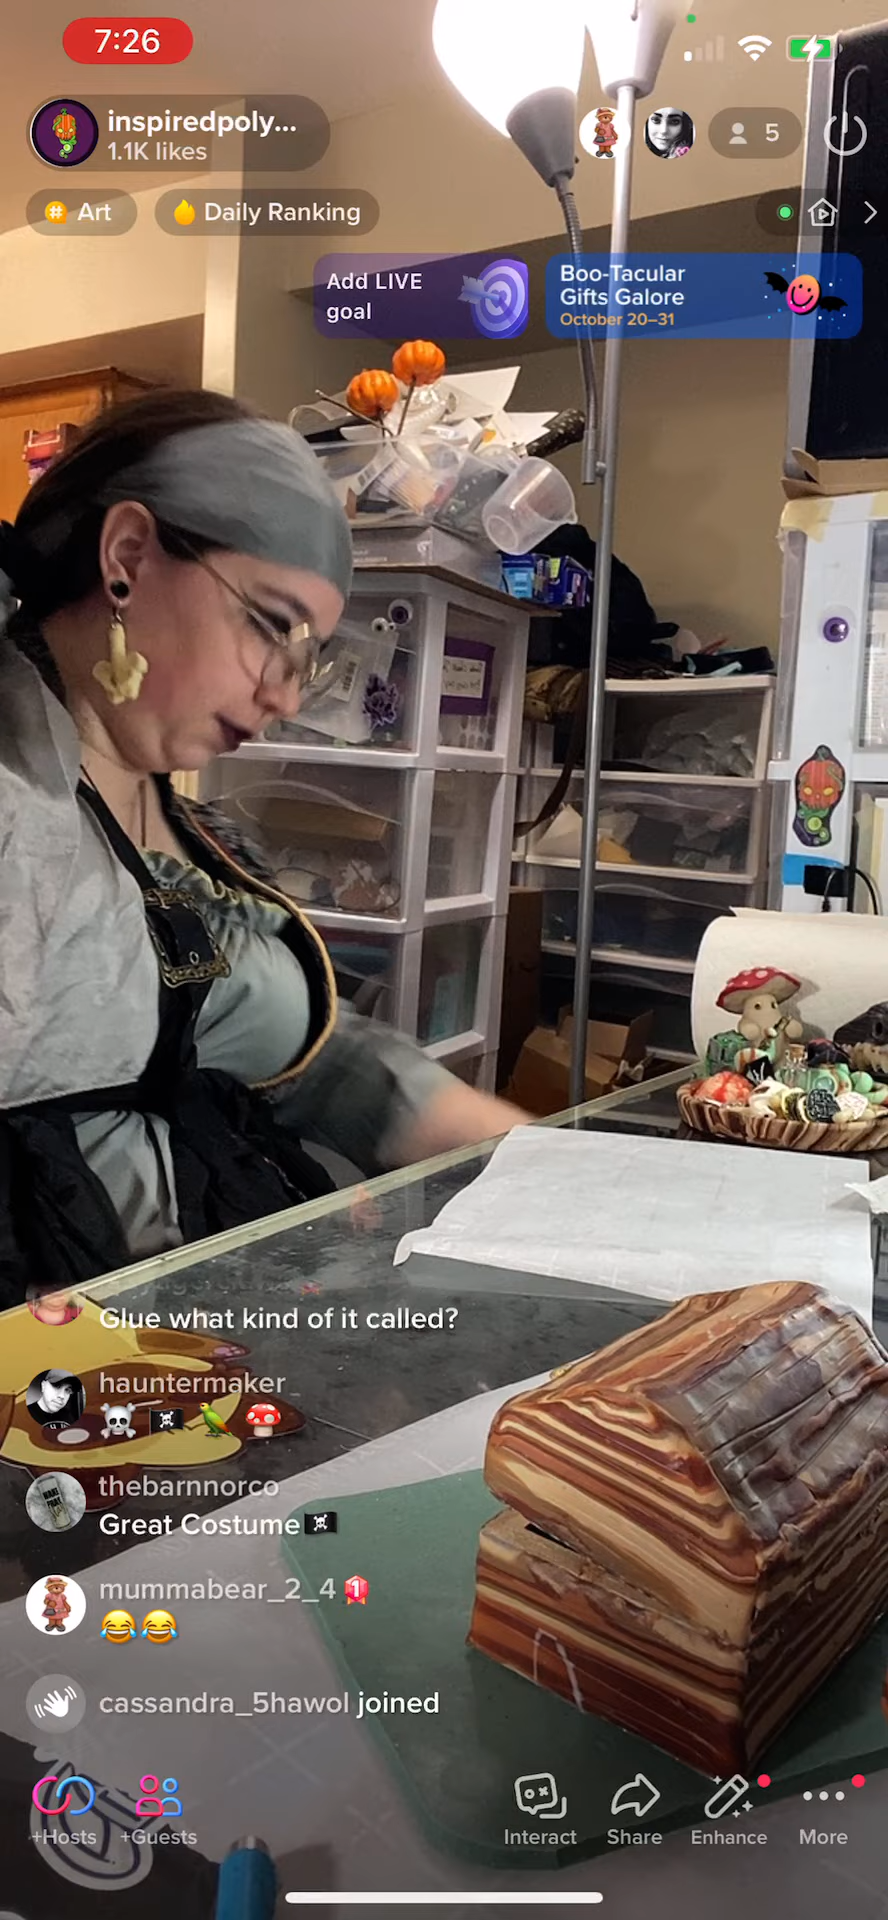 7:26
inspiredpoly...
1.1K likes
5
Art
Daily Ranking
Add LIVE
goal
Boo-Tacular
Gifts Galore
October 20–31
Glue what kind of it called?
hauntermaker
thebarnnorco
Great Costume
mummabear_2_4 1
cassandra_5hawol joined
+Hosts
+Guests
Interact
Share
Enhance
More